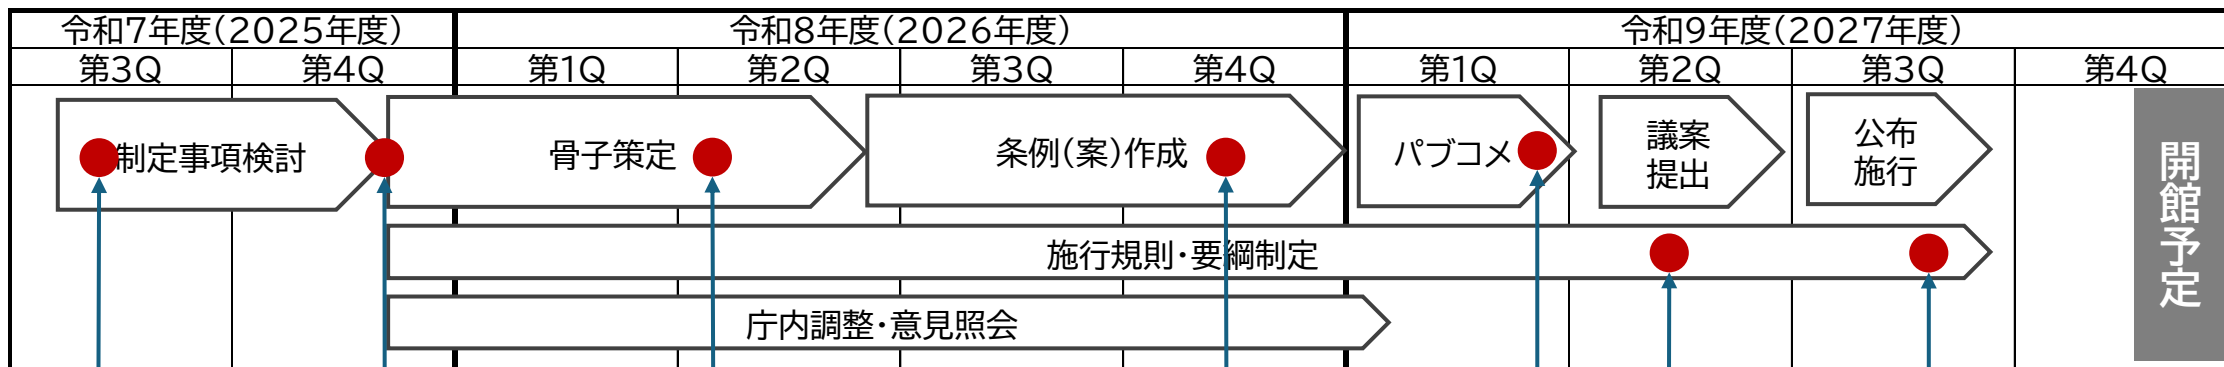 令和7年度(2025年度)
令和8年度(2026年度)
令和9年度(2027年度)
第3Q
第4Q
第1Q
第2Q
第3Q
第4Q
第1Q
第2Q
第3Q
第4Q
制定事項検討
骨子策定
条例(案)作成
パブコメ
議案
提出
公布
施行
施行規則・要綱制定
庁内調整・意見照会
開館予定